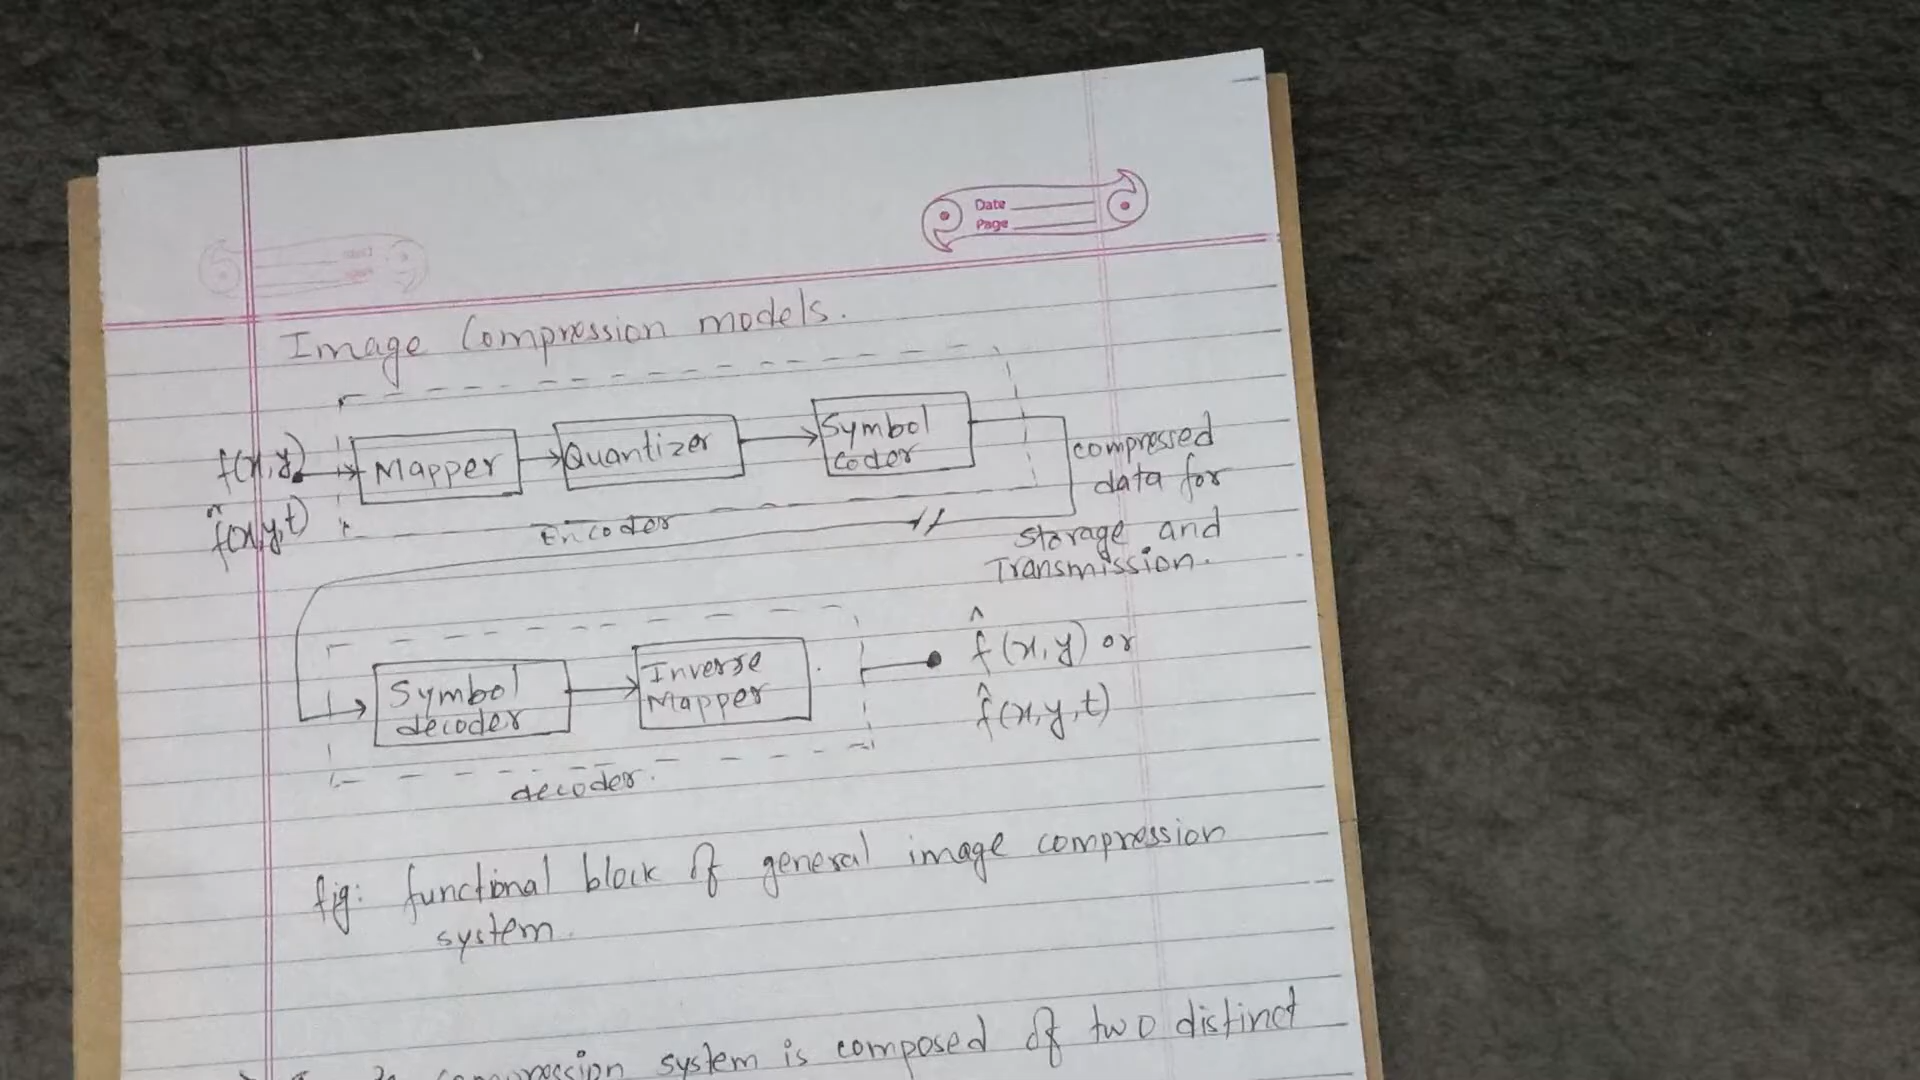 Date
Page
Image Compression models.
f(x,y)
f(x,y,t)
Mapper
Quantizer
Symbol
coder
compressed
data for
storage and
Transmission.
Encoder
Symbol
decoder
Inverse
Mapper
f̂(x,y) or
f̂(x,y,t)
decoder.
fig: functional block of general image compression
system.
compression system is composed of two distinct